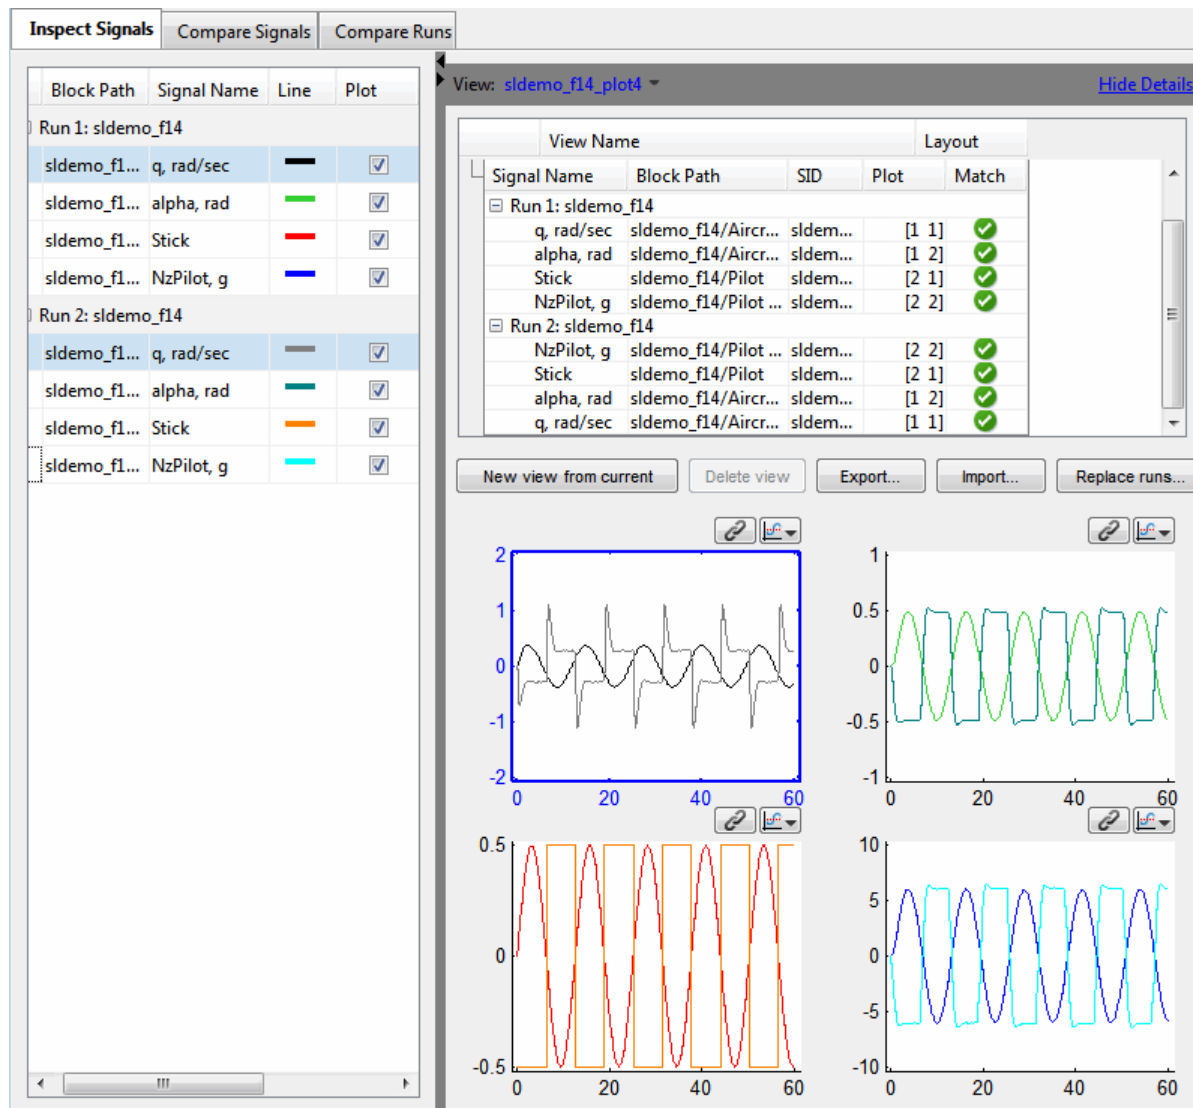 Inspect Signals Compare Signals Compare Runs
Block Path Signal Name Line Plot
Run 1: sldemo_f14
sldemo_f1... q, rad/sec
sldemo_f1... alpha, rad
sldemo_f1... Stick
sldemo_f1... NzPilot, g
Run 2: sldemo_f14
sldemo_f1... q, rad/sec
sldemo_f1... alpha, rad
sldemo_f1... Stick
sldemo_f1... NzPilot, g
View: sldemo_f14_plot4 Hide Details
View Name Layout
Signal Name Block Path SID Plot Match
Run 1: sldemo_f14
q, rad/sec sldemo_f14/Aircr... sldem... [1 1]
alpha, rad sldemo_f14/Aircr... sldem... [1 2]
Stick sldemo_f14/Pilot sldem... [2 1]
NzPilot, g sldemo_f14/Pilot ... sldem... [2 2]
Run 2: sldemo_f14
NzPilot, g sldemo_f14/Pilot ... sldem... [2 2]
Stick sldemo_f14/Pilot sldem... [2 1]
alpha, rad sldemo_f14/Aircr... sldem... [1 2]
q, rad/sec sldemo_f14/Aircr... sldem... [1 1]
New view from current Delete view Export... Import... Replace runs...
2
1
0
-1
-2
0 20 40 60
1
0.5
0
-0.5
-1
0 20 40 60
0.5
0
-0.5
0 20 40 60
10
5
0
-5
-10
0 20 40 60